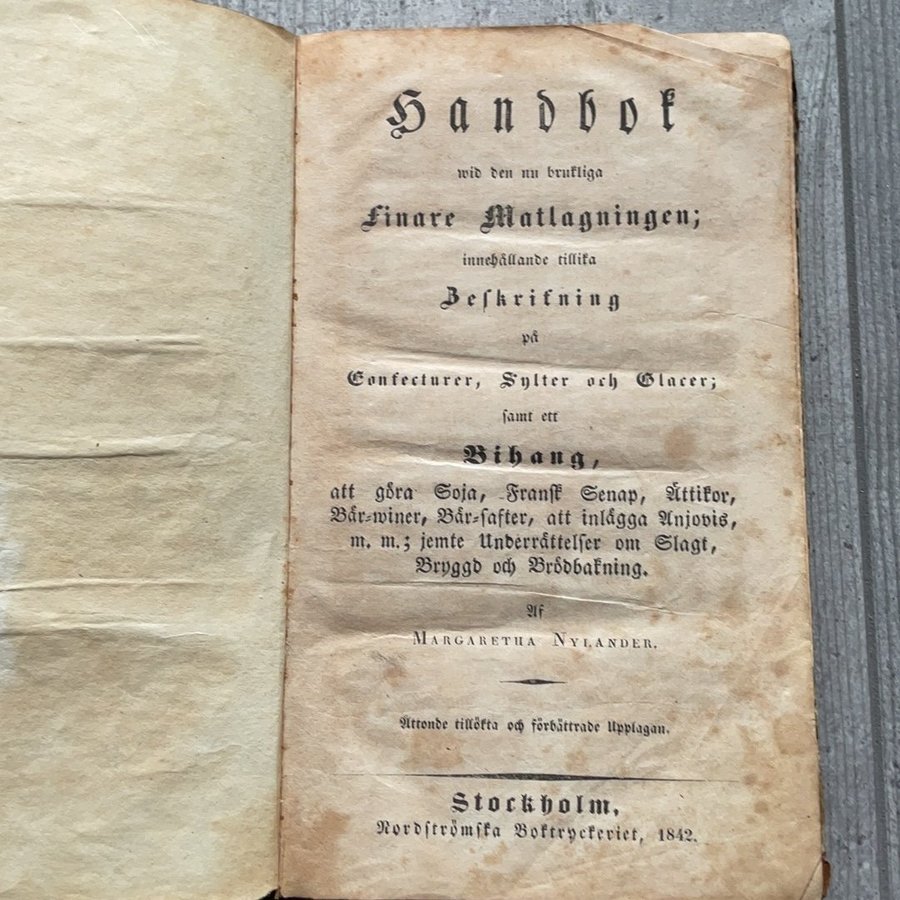 Handbok
wid den nu brukliga
Finare Matlagningen;
innehållande tillika
Beskrifning
på
Confecturer, Sylter och Glacer;
samt ett
Bihang,
att göra Soja, Fransk Senap, Ättikor,
Bär-winer, Bär-safter, att inlägga Anjovis,
m. m.; jemte Underrättelser om Slagt,
Bryggd och Brödbakning.
Af
MARGARETHA NYLANDER.
Åttonde tillökta och förbättrade Upplagan.
Stockholm,
Nordströmska Boktryckeriet, 1842.